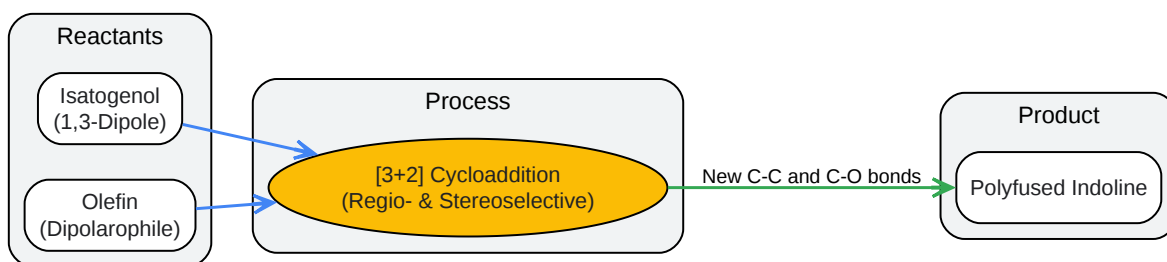 Reactants
Isatogenol
(1,3-Dipole)
Olefin
(Dipolarophile)
Process
[3+2] Cycloaddition
(Regio- & Stereoselective)
New C-C and C-O bonds
Product
Polyfused Indoline